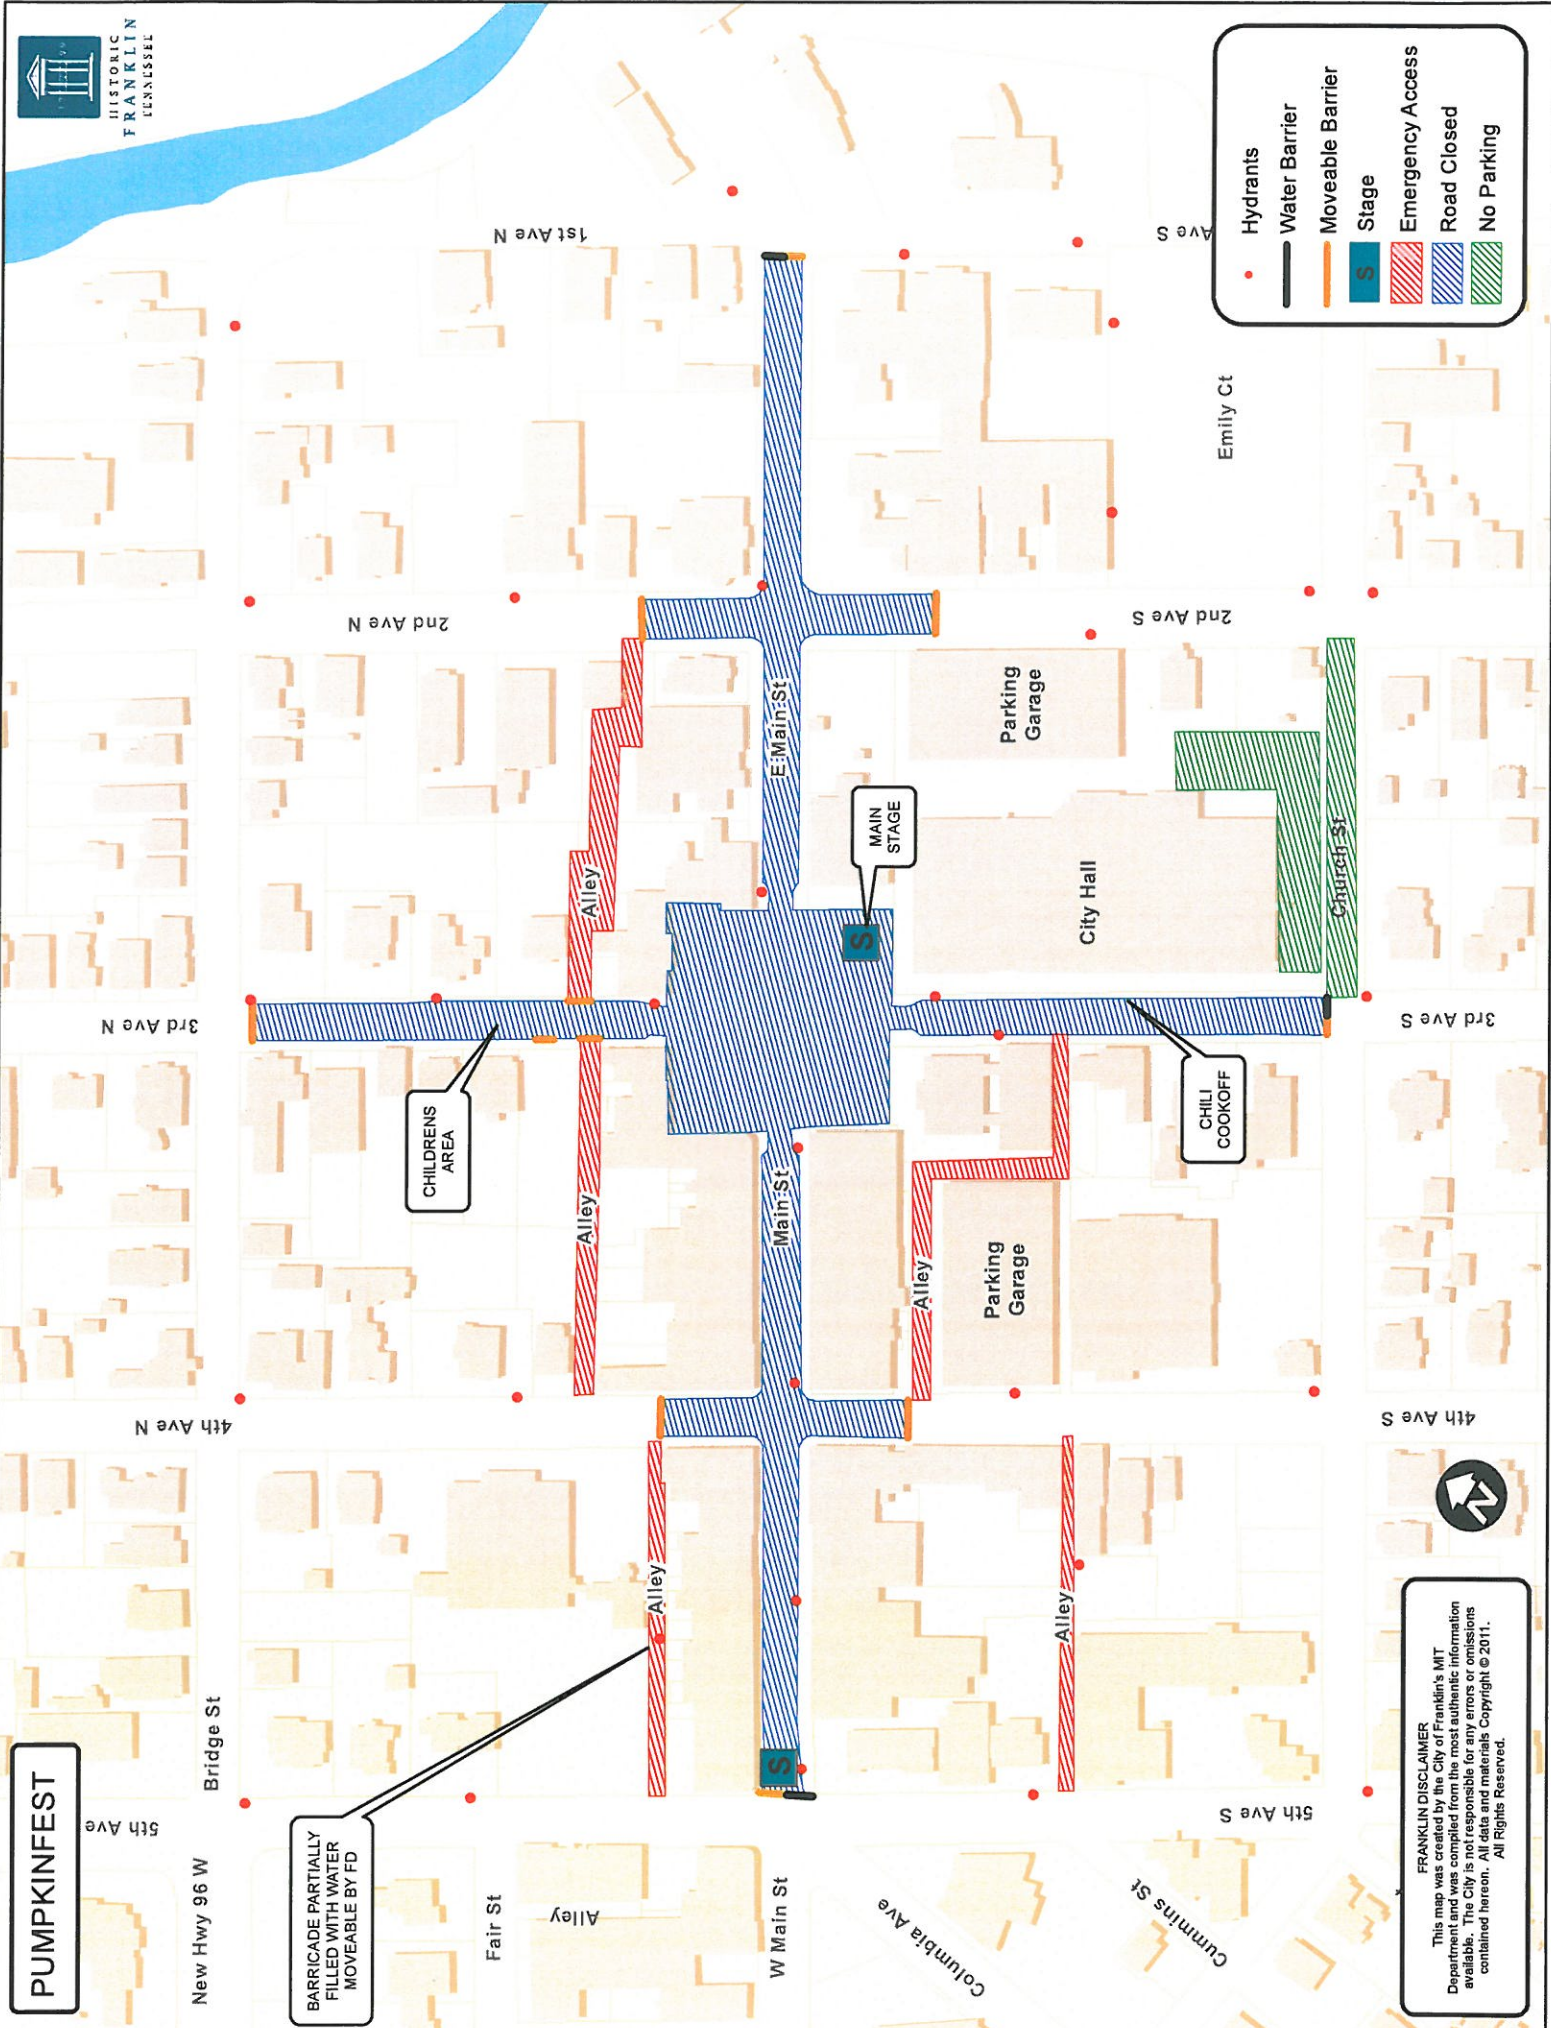 PUMPKINFEST
HISTORIC
FRANKLIN
TENNESSEE
New Hwy 96 W
Bridge St
5th Ave
4th Ave N
3rd Ave N
2nd Ave N
1st Ave N
BARRICADE PARTIALLY
FILLED WITH WATER
MOVEABLE BY FD
CHILDRENS
AREA
Fair St
Alley
Alley
Alley
Alley
W Main St
Main St
E Main St
S
S
MAIN
STAGE
Alley
Parking
Garage
Parking
Garage
City Hall
Alley
CHILI
COOKOFF
Columbia Ave
Cummins St
5th Ave S
4th Ave S
3rd Ave S
2nd Ave S
Ave S
Emily Ct
Church St
Hydrants
Water Barrier
Moveable Barrier
S
Stage
Emergency Access
Road Closed
No Parking
N
FRANKLIN DISCLAIMER
This map was created by the City of Franklin's MIT
Department and was compiled from the most authentic information
available. The City is not responsible for any errors or omissions
contained hereon. All data and materials Copyright © 2011.
All Rights Reserved.